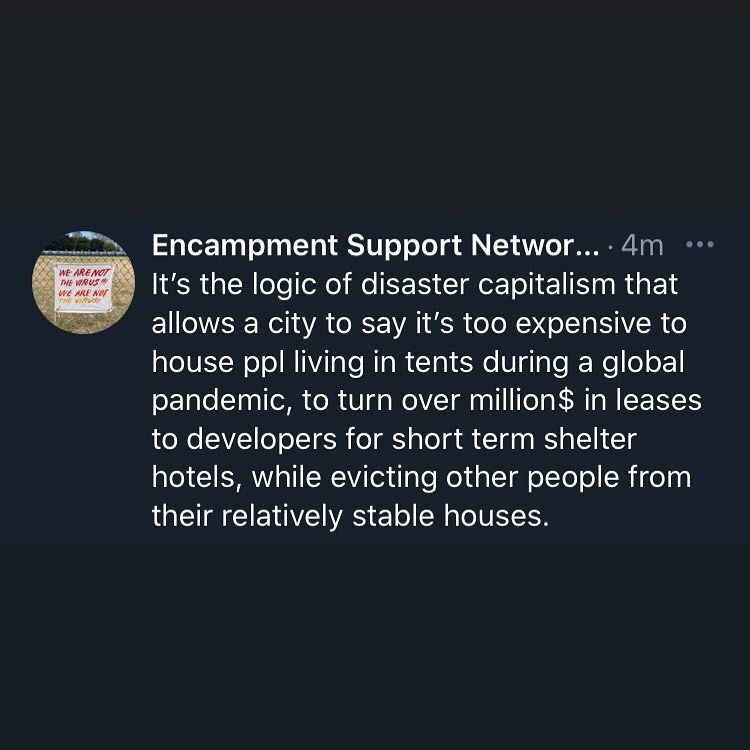 Encampment Support Networ... · 4m ...
It’s the logic of disaster capitalism that
allows a city to say it’s too expensive to
house ppl living in tents during a global
pandemic, to turn over million$ in leases
to developers for short term shelter
hotels, while evicting other people from
their relatively stable houses.
WE ARE NOT
THE VIRUS!!!
WE ARE NOT
THE VIRUS!